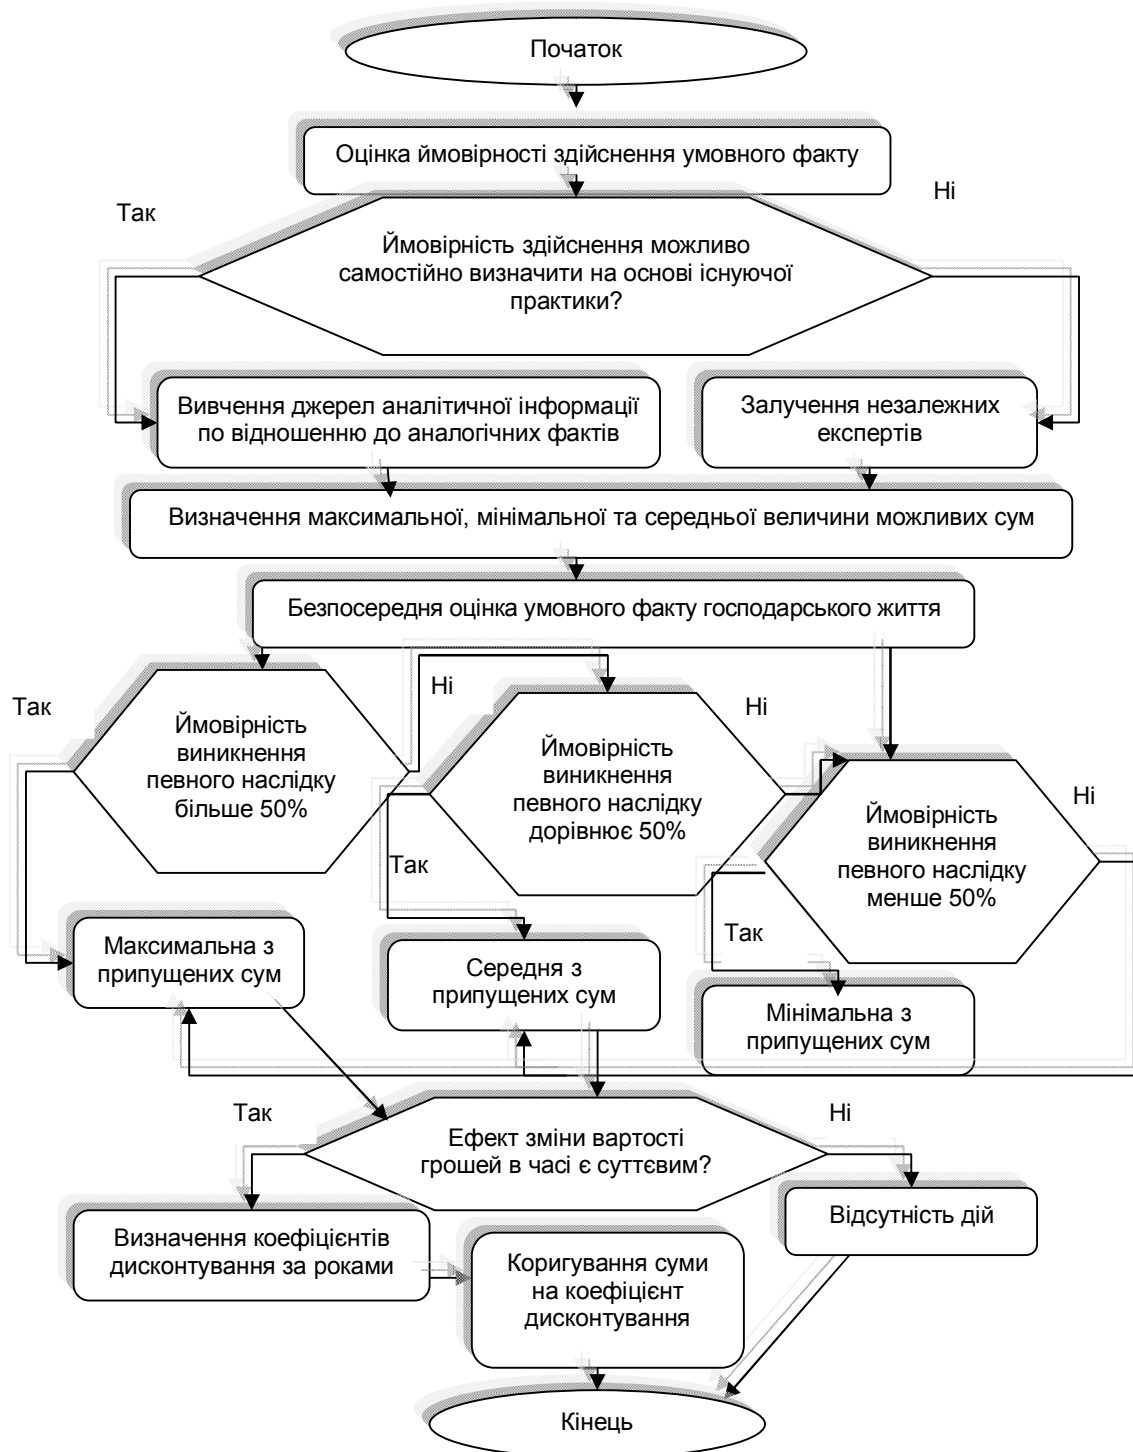 Початок
Оцінка ймовірності здійснення умовного факту
Так
Ні
Ймовірність здійснення можливо
самостійно визначити на основі існуючої
практики?
Вивчення джерел аналітичної інформації
по відношенню до аналогічних фактів
Залучення незалежних
експертів
Визначення максимальної, мінімальної та середньої величини можливих сум
Безпосередня оцінка умовного факту господарського життя
Так
Ймовірність
виникнення
певного наслідку
більше 50%
Ні
Ймовірність
виникнення
певного наслідку
дорівнює 50%
Ні
Так
Ймовірність
виникнення
певного наслідку
менше 50%
Ні
Так
Максимальна з
припущених сум
Середня з
припущених сум
Мінімальна з
припущених сум
Так
Ефект зміни вартості
грошей в часі є суттєвим?
Ні
Визначення коефіцієнтів
дисконтування за роками
Коригування суми
на коефіцієнт
дисконтування
Відсутність дій
Кінець